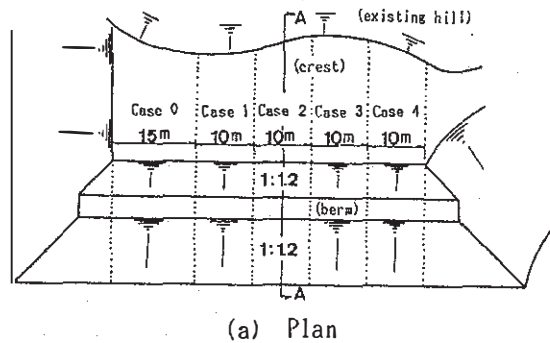 A (existing hill)
(crest)
Case 0 Case 1 Case 2 Case 3 Case 4
15m 10m 10m 10m 10m
1:1.2
(berm)
1:1.2
A
(a) Plan